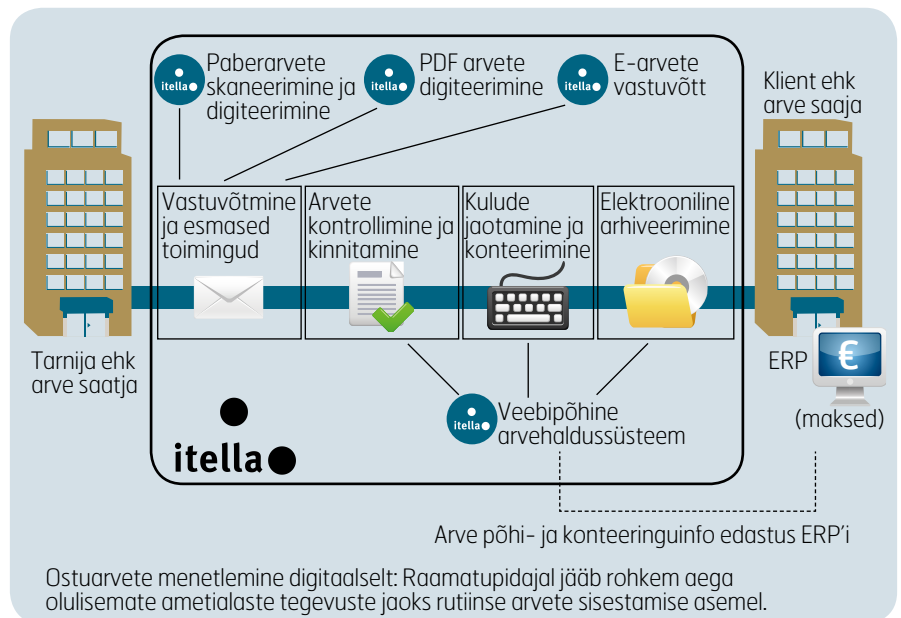 itella
Paberarvete
skaneerimine ja
digiteerimine
itella
PDF arvete
digiteerimine
itella
E-arvete
vastuvõtt
Klient ehk
arve saaja
Vastuvõtmine
ja esmased
toimingud
Arvete
kontrollimine ja
kinnitamine
Kulude
jaotamine ja
konteerimine
Elektrooniline
arhiveerimine
Tarnija ehk
arve saatja
ERP
€
(maksed)
itella
Veebipõhine
arvehaldussüsteem
itella
Arve põhi- ja konteeringuinfo edastus ERP’i
Ostuarvete menetlemine digitaalselt: Raamatupidajal jääb rohkem aega
olulisemate ametialaste tegevuste jaoks rutiinse arvete sisestamise asemel.